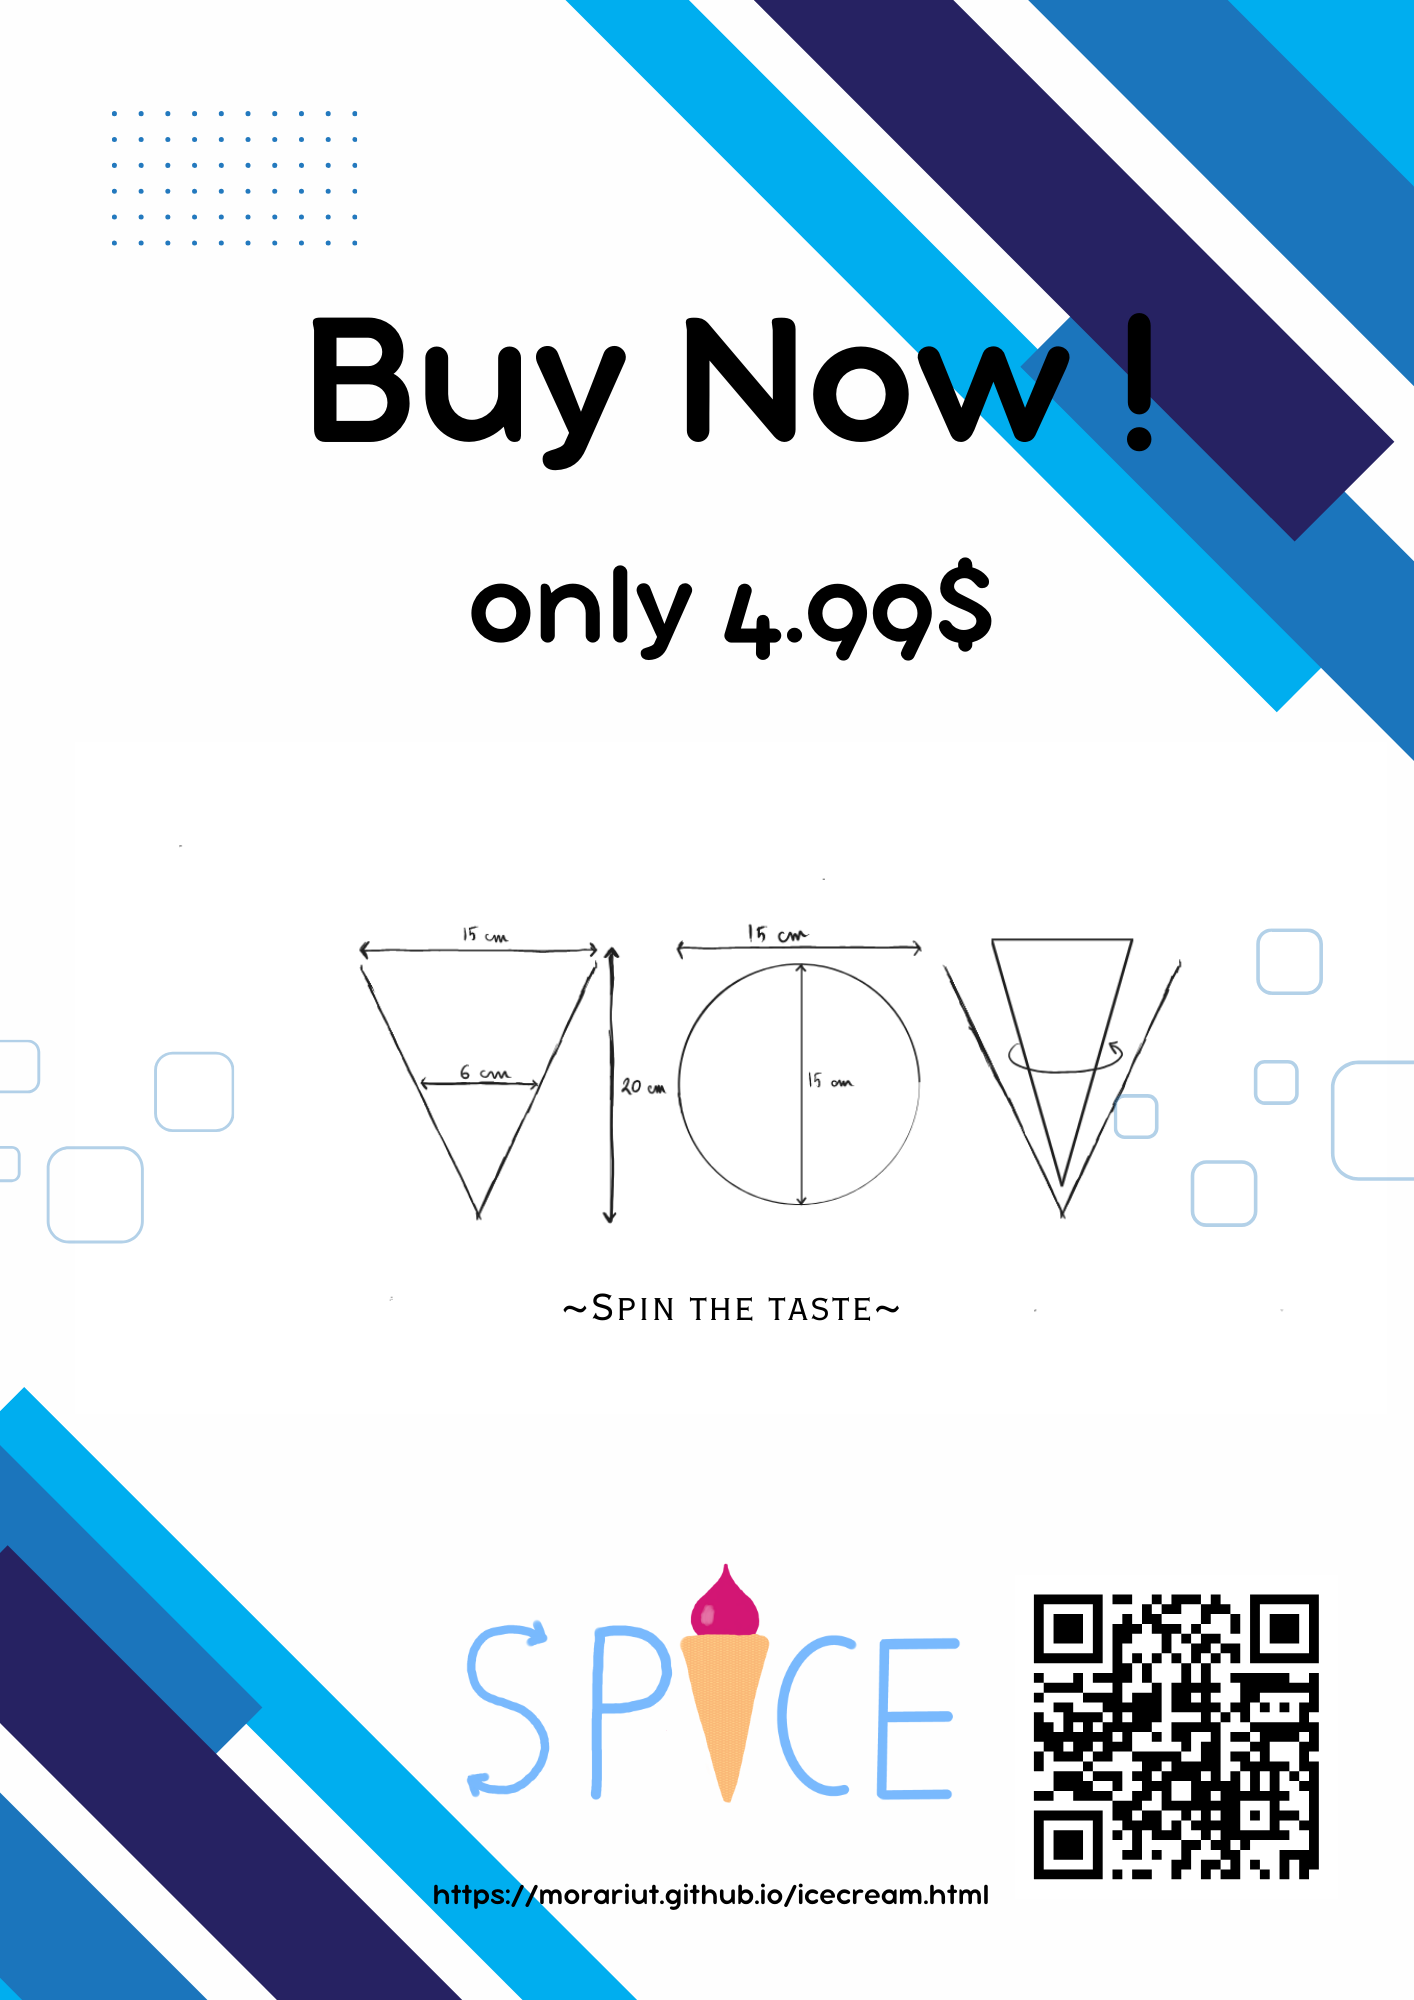 Buy Now !
only 4.99$
15 cm
15 cm
6 cm
20 cm
15 cm
~Spin the taste~
SPICE
https://morariut.github.io/icecream.html